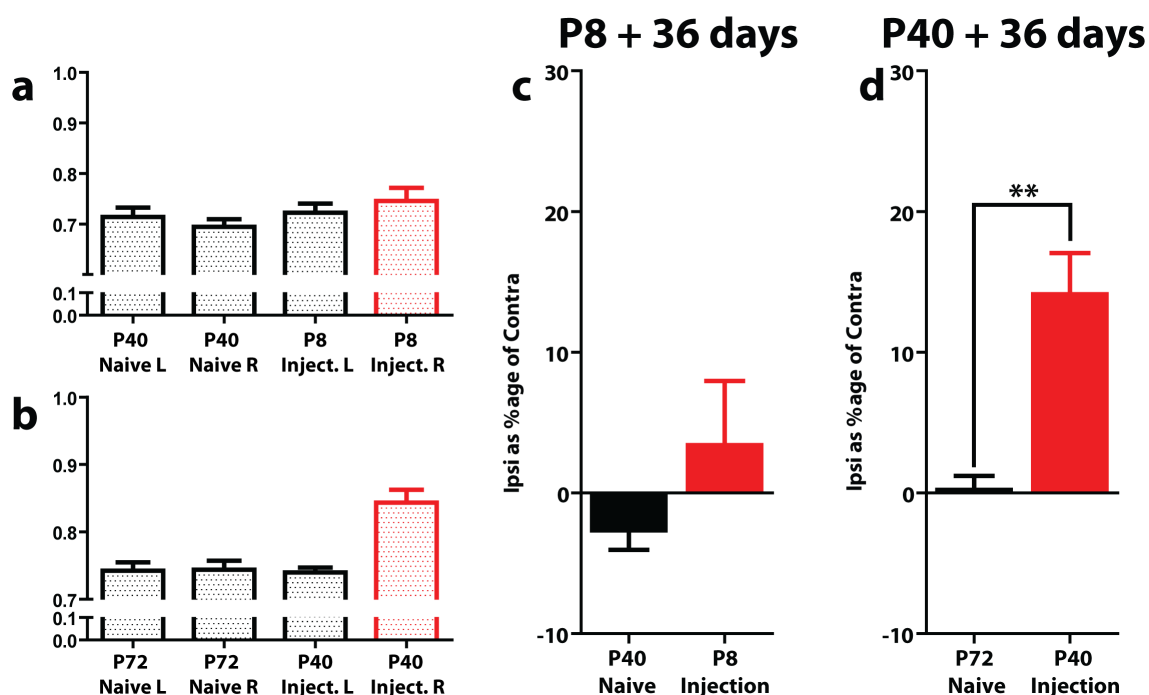 P8 + 36 days
P40 + 36 days
a
1.0
0.9
0.8
0.7
0.1
0.0
P40
Naive L
P40
Naive R
P8
Inject. L
P8
Inject. R
b
1.0
0.9
0.8
0.7
0.1
0.0
P72
Naive L
P72
Naive R
P40
Inject. L
P40
Inject. R
c
Ipsi as %age of Contra
30
20
10
0
-10
P40
Naive
P8
Injection
d
Ipsi as %age of Contra
30
20
10
0
-10
**
P72
Naive
P40
Injection